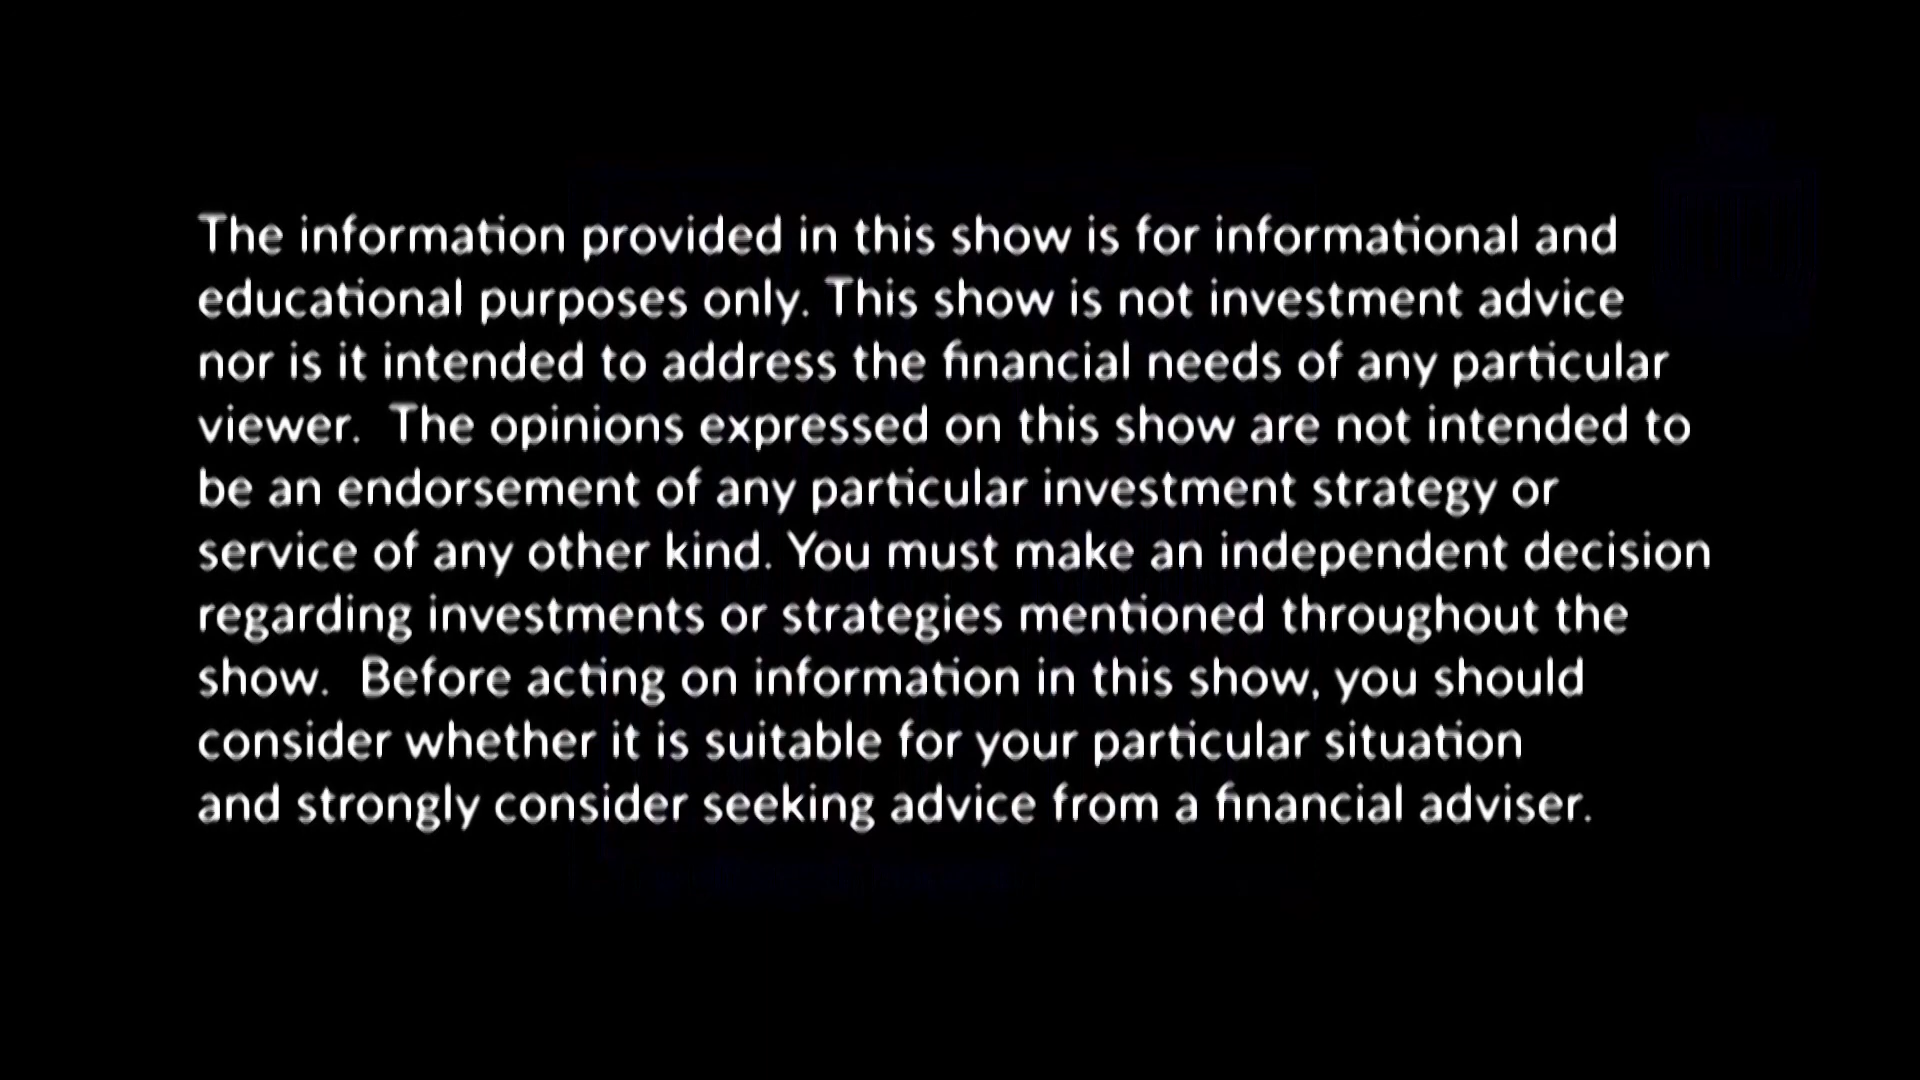 The information provided in this show is for informational and
educational purposes only. This show is not investment advice
nor is it intended to address the financial needs of any particular
viewer.  The opinions expressed on this show are not intended to
be an endorsement of any particular investment strategy or
service of any other kind. You must make an independent decision
regarding investments or strategies mentioned throughout the
show.  Before acting on information in this show, you should
consider whether it is suitable for your particular situation
and strongly consider seeking advice from a financial adviser.